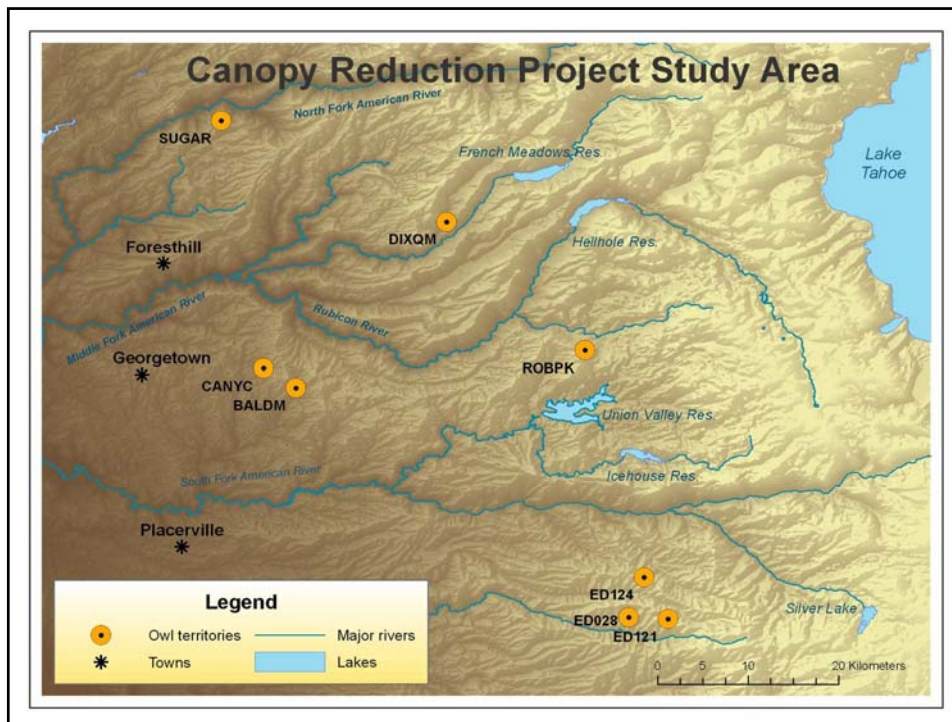 Canopy Reduction Project Study Area
North Fork American River
SUGAR
French Meadows Res.
Lake
Tahoe
DIXQM
Foresthill
Hellhole Res.
Middle Fork American River
Rubicon River
Georgetown
CANYC
BALDM
ROBPK
Union Valley Res.
South Fork American River
Icehouse Res.
Placerville
ED124
ED028
ED121
Silver Lake
Legend
Owl territories
Major rivers
Towns
Lakes
0 5 10 20 Kilometers